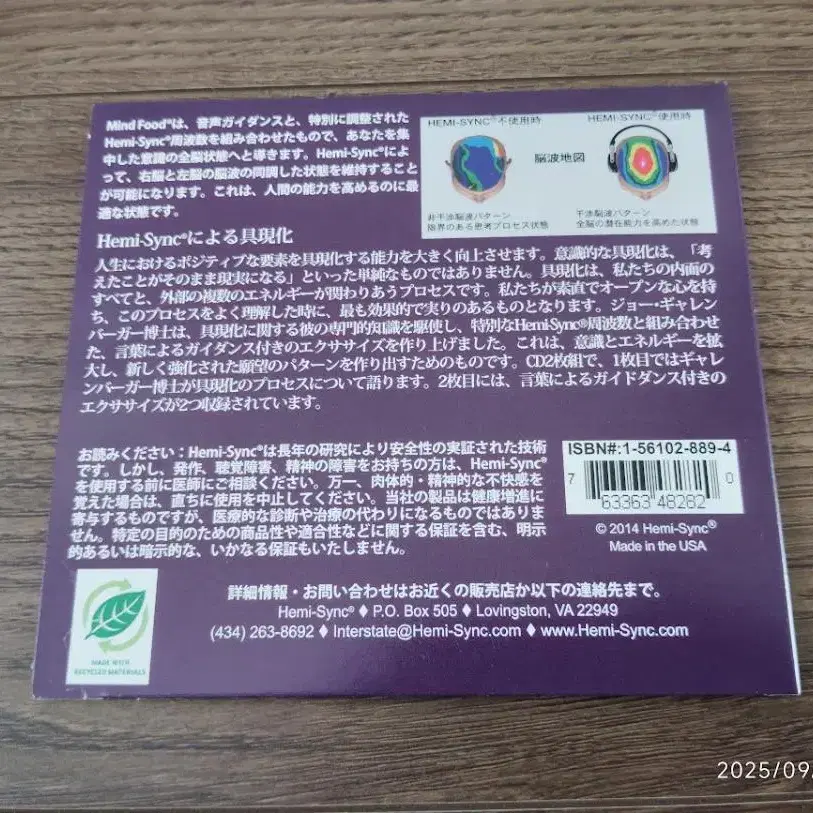 Mind Food®は、音声ガイダンスと、特別に調整された
Hemi-Sync®周波数を組み合わせたもので、あなたを集
中した意識の全脳状態へと導きます。Hemi-Sync®によ
って、右脳と左脳の脳波の同調した状態を維持すること
が可能になります。これは、人間の能力を高めるのに最
適な状態です。
HEMI-SYNC®不使用時
HEMI-SYNC®使用時
脳波地図
非干渉脳波パターン
限界のある思考プロセス状態
干渉脳波パターン
全脳の潜在能力を高めた状態
Hemi-Sync®による具現化
人生におけるポジティブな要素を具現化する能力を大きく向上させます。意識的な具現化は、「考
えたことがそのまま現実になる」といった単純なものではありません。具現化は、私たちの内面の
すべてと、外部の複数のエネルギーが関わりあうプロセスです。私たちが素直でオープンな心を持
ち、このプロセスをよく理解した時に、最も効果的で実りのあるものとなります。ジョー・ギャレン
バーガー博士は、具現化に関する彼の専門的知識を駆使し、特別なHemi-Sync®周波数と組み合わせ
た、言葉によるガイダンス付きのエクササイズを作り上げました。これは、意識とエネルギーを拡
大し、新しく強化された願望のパターンを作り出すためのものです。CD2枚組で、1枚目ではギャレ
ンバーガー博士が具現化のプロセスについて語ります。2枚目には、言葉によるガイドダンス付きの
エクササイズが2つ収録されています。
お読みください：Hemi-Sync®は長年の研究により安全性の実証された技術
です。しかし、発作、聴覚障害、精神の障害をお持ちの方は、Hemi-Sync®
を使用する前に医師にご相談ください。万一、肉体的・精神的な不快感を
覚えた場合は、直ちに使用を中止してください。当社の製品は健康増進に
寄与するものですが、医療的な診断や治療の代わりになるものではありま
せん。特定の目的のための商品性や適合性などに関する保証を含む、明示
的あるいは暗示的な、いかなる保証もいたしません。
ISBN#:1-56102-889-4
7 63363 48282 0
© 2014 Hemi-Sync®
Made in the USA
詳細情報・お問い合わせはお近くの販売店か以下の連絡先まで。
Hemi-Sync® ♦ P.O. Box 505 ♦ Lovingston, VA 22949
(434) 263-8692 ♦ Interstate@Hemi-Sync.com ♦ www.Hemi-Sync.com
MADE WITH
RECYCLED MATERIALS
2025/09